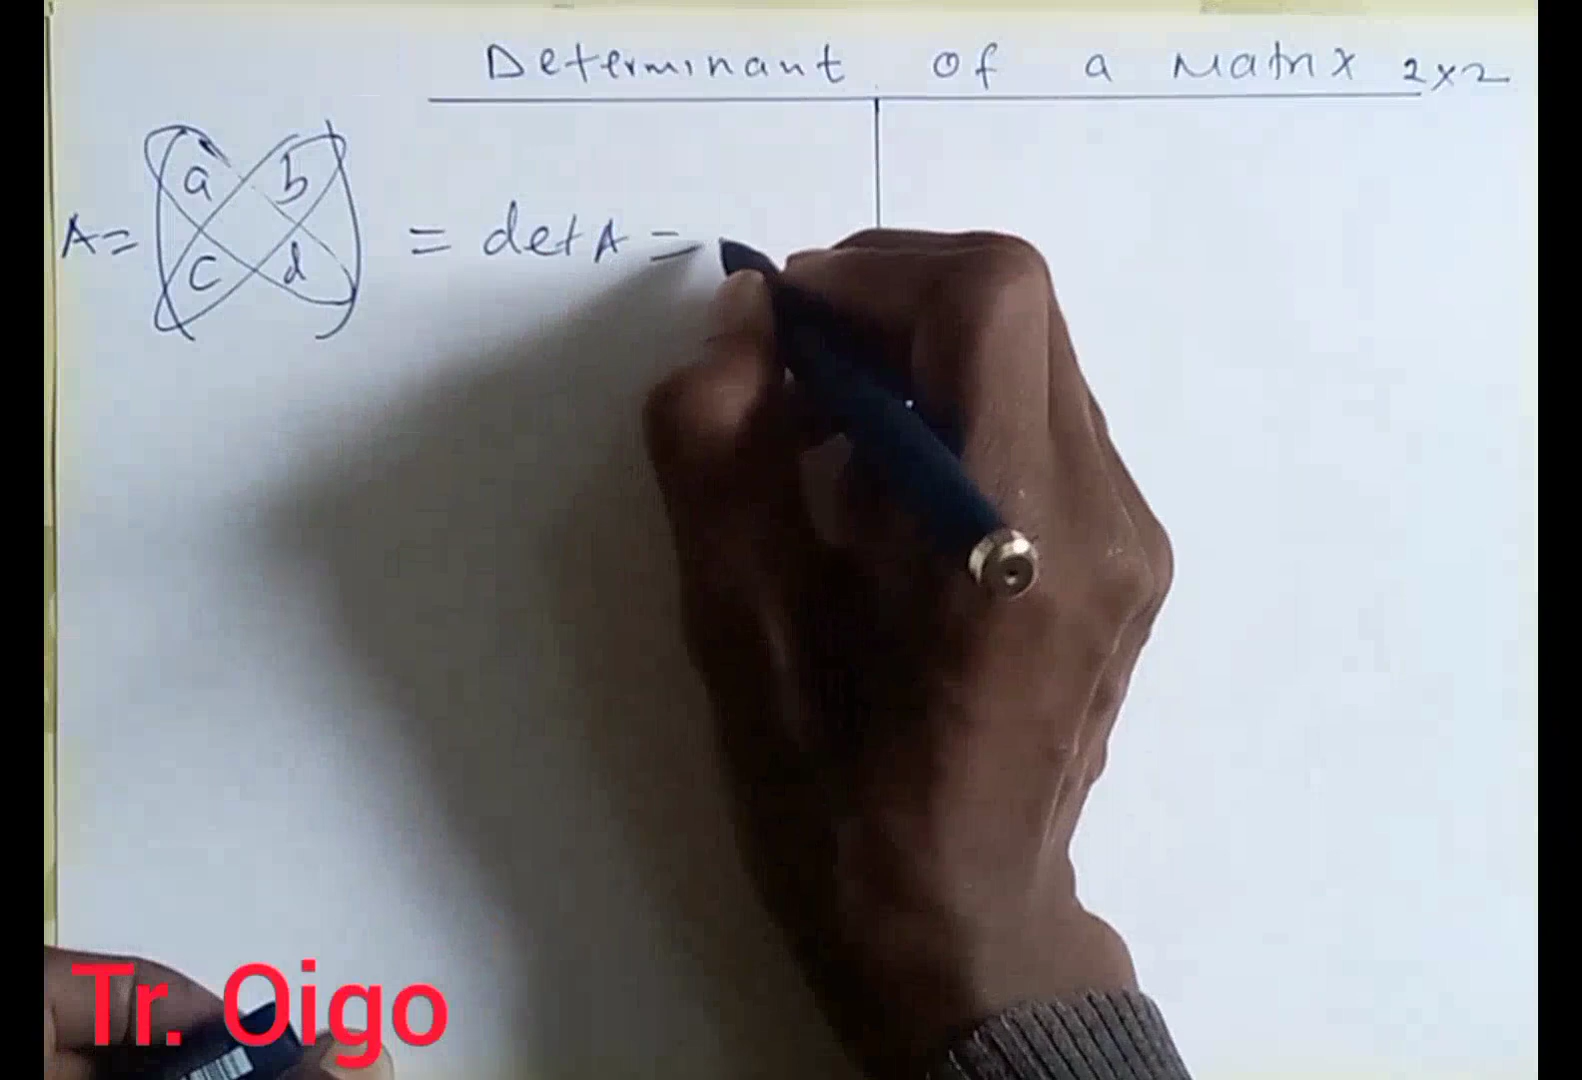 Determinant of a Matrix 2x2
a b
A= = det A =
c d
Tr. Oigo